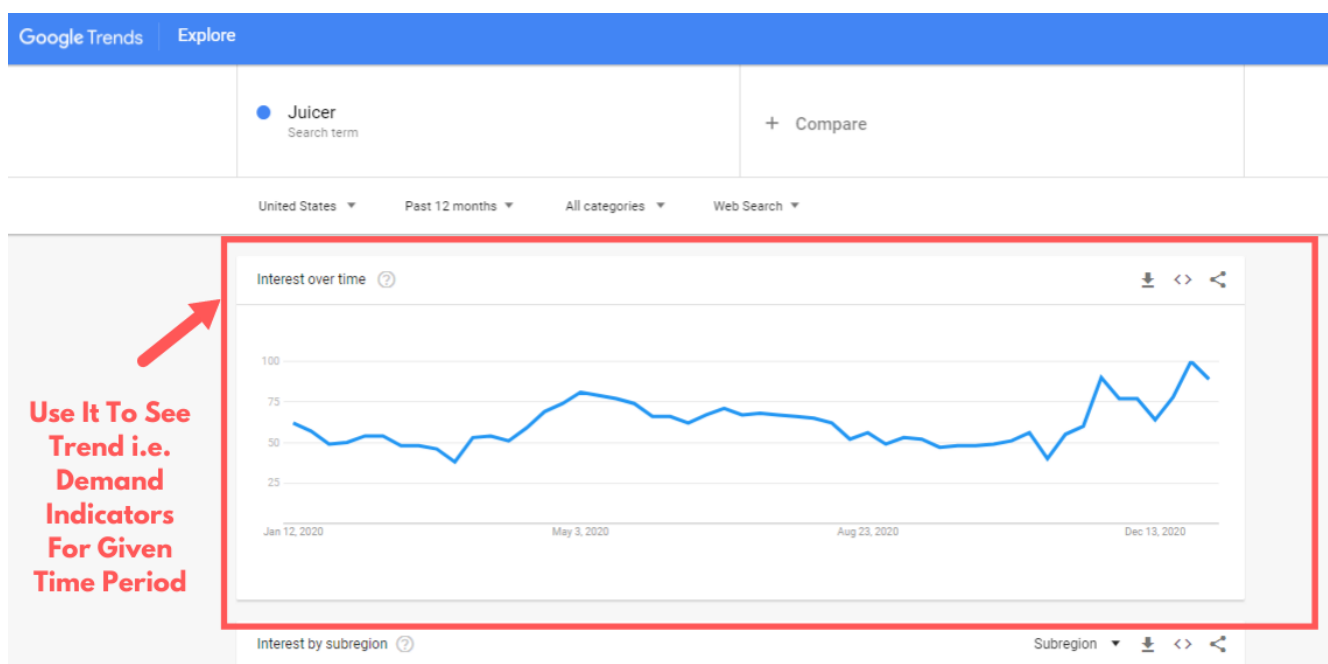 Google Trends Explore
Juicer
Search term
+ Compare
United States Past 12 months All categories Web Search
Interest over time ?
100
75
50
25
Jan 12, 2020 May 3, 2020 Aug 23, 2020 Dec 13, 2020
Use It To See
Trend i.e.
Demand
Indicators
For Given
Time Period
Interest by subregion ? Subregion